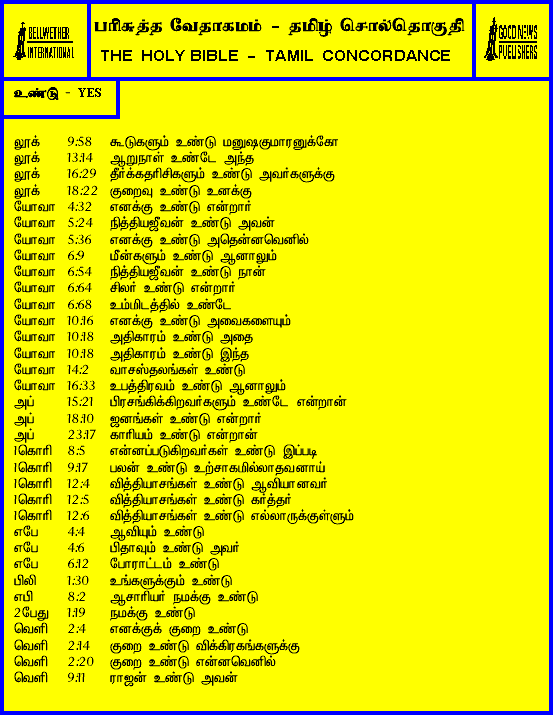 BELLWETHER
INTERNATIONAL
பரிசுத்த வேதாகமம் - தமிழ் சொல்தொகுதி
THE HOLY BIBLE - TAMIL CONCORDANCE
GOOD NEWS
PUBLISHERS
உண்டு - YES
லூக் 9:58 கூடுகளும் உண்டு மனுஷகுமாரனுக்கோ
லூக் 13:14 ஆறுநாள் உண்டே அந்த
லூக் 16:29 தீர்க்கதரிசிகளும் உண்டு அவர்களுக்கு
லூக் 18:22 குறைவு உண்டு உனக்கு
யோவா 4:32 எனக்கு உண்டு என்றார்
யோவா 5:24 நித்தியஜீவன் உண்டு அவன்
யோவா 5:36 எனக்கு உண்டு அதென்னவெனில்
யோவா 6:9 மீன்களும் உண்டு ஆனாலும்
யோவா 6:54 நித்தியஜீவன் உண்டு நான்
யோவா 6:64 சிலர் உண்டு என்றார்
யோவா 6:68 உம்மிடத்தில் உண்டே
யோவா 10:16 எனக்கு உண்டு அவைகளையும்
யோவா 10:18 அதிகாரம் உண்டு அதை
யோவா 10:18 அதிகாரம் உண்டு இந்த
யோவா 14:2 வாசஸ்தலங்கள் உண்டு
யோவா 16:33 உபத்திரவம் உண்டு ஆனாலும்
அப் 15:21 பிரசங்கிக்கிறவர்களும் உண்டே என்றான்
அப் 18:10 ஜனங்கள் உண்டு என்றார்
அப் 23:17 காரியம் உண்டு என்றான்
1கொரி 8:5 என்னப்படுகிறவர்கள் உண்டு இப்படி
1கொரி 9:17 பலன் உண்டு உற்சாகமில்லாதவனாய்
1கொரி 12:4 வித்தியாசங்கள் உண்டு ஆவியானவர்
1கொரி 12:5 வித்தியாசங்கள் உண்டு கர்த்தர்
1கொரி 12:6 வித்தியாசங்கள் உண்டு எல்லாருக்குள்ளும்
எபே 4:4 ஆவியும் உண்டு
எபே 4:6 பிதாவும் உண்டு அவர்
எபே 6:12 போராட்டம் உண்டு
பிலி 1:30 உங்களுக்கும் உண்டு
எபி 8:2 ஆசாரியர் நமக்கு உண்டு
2பேது 1:19 நமக்கு உண்டு
வெளி 2:4 எனக்குக் குறை உண்டு
வெளி 2:14 குறை உண்டு விக்கிரகங்களுக்கு
வெளி 2:20 குறை உண்டு என்னவெனில்
வெளி 9:11 ராஜன் உண்டு அவன்